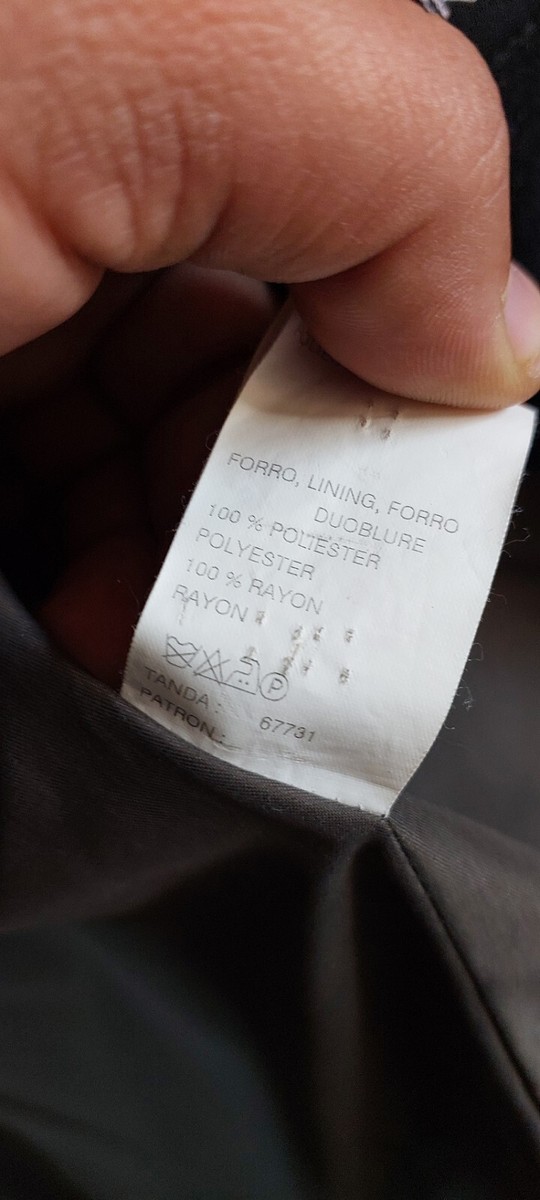 FORRO, LINING, FORRO
DUOBLURE
100 % POLIESTER
POLYESTER
100 % RAYON
RAYON
P
TANDA :
PATRON : 67731